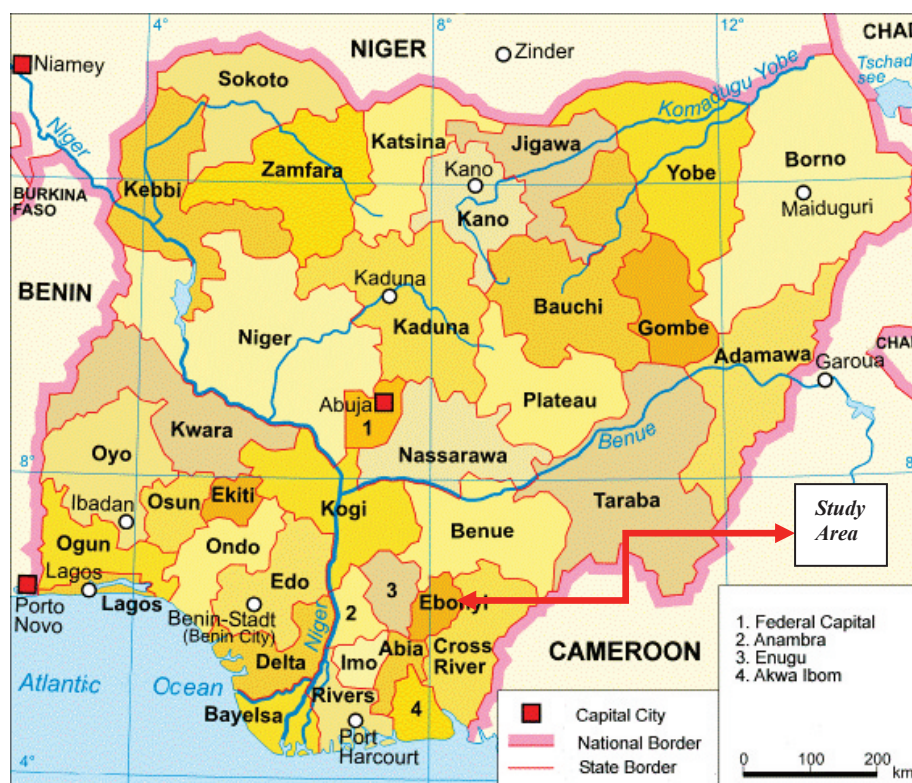 4°
8°
12°
NIGER
Zinder
CHAD
Tschad-
see
Niamey
Sokoto
Komadugu Yobe
Niger
Katsina
Jigawa
Kano
Zamfara
Yobe
Borno
BURKINA
FASO
Kebbi
Kano
Maiduguri
BENIN
Kaduna
Bauchi
Niger
Kaduna
Gombe
Adamawa
Garoua
Abuja
1
Plateau
Kwara
Benue
Oyo
Nassarawa
8°
Ibadan
Osun
Ekiti
Kogi
Taraba
Study
Area
Benue
Ogun
Ondo
Lagos
Edo
3
Ebonyi
Porto
Novo
Lagos
Benin-Stadt
(Benin City)
Niger
2
Abia
Cross
River
CAMEROON
Delta
Imo
Atlantic Ocean
Bayelsa
Rivers
4
Port
Harcourt
4°
1. Federal Capital
2. Anambra
3. Enugu
4. Akwa Ibom
Capital City
National Border
State Border
0 100 200
km